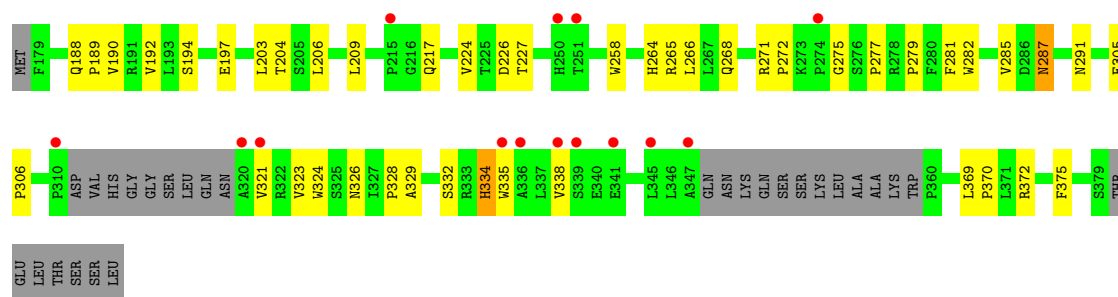 MET F179 Q188 P189 V190 R191 V192 L193 S194 E197 L203 T204 S205 L206 L209 P215 G216 Q217 V224 T225 D226 T227 H250 T251 W258 H264 R265 L266 L267 Q268 R271 P272 K273 P274 G275 S276 P277 R278 P279 F280 F281 W282 V285 D286 N287 N291 E305
P306 P310 ASP VAL HIS GLY GLY SER LEU GLN ASN A320 V321 R322 V323 W324 S325 N326 I327 P328 A329 S332 R333 H334 W335 A336 L337 V338 S339 E340 E341 L345 L346 A347 GLN ASN LYS GLN SER SER LYS LEU ALA ALA LYS TRP P360 L369 P370 L371 R372 F375 S379 THR
GLU LEU THR SER SER LEU